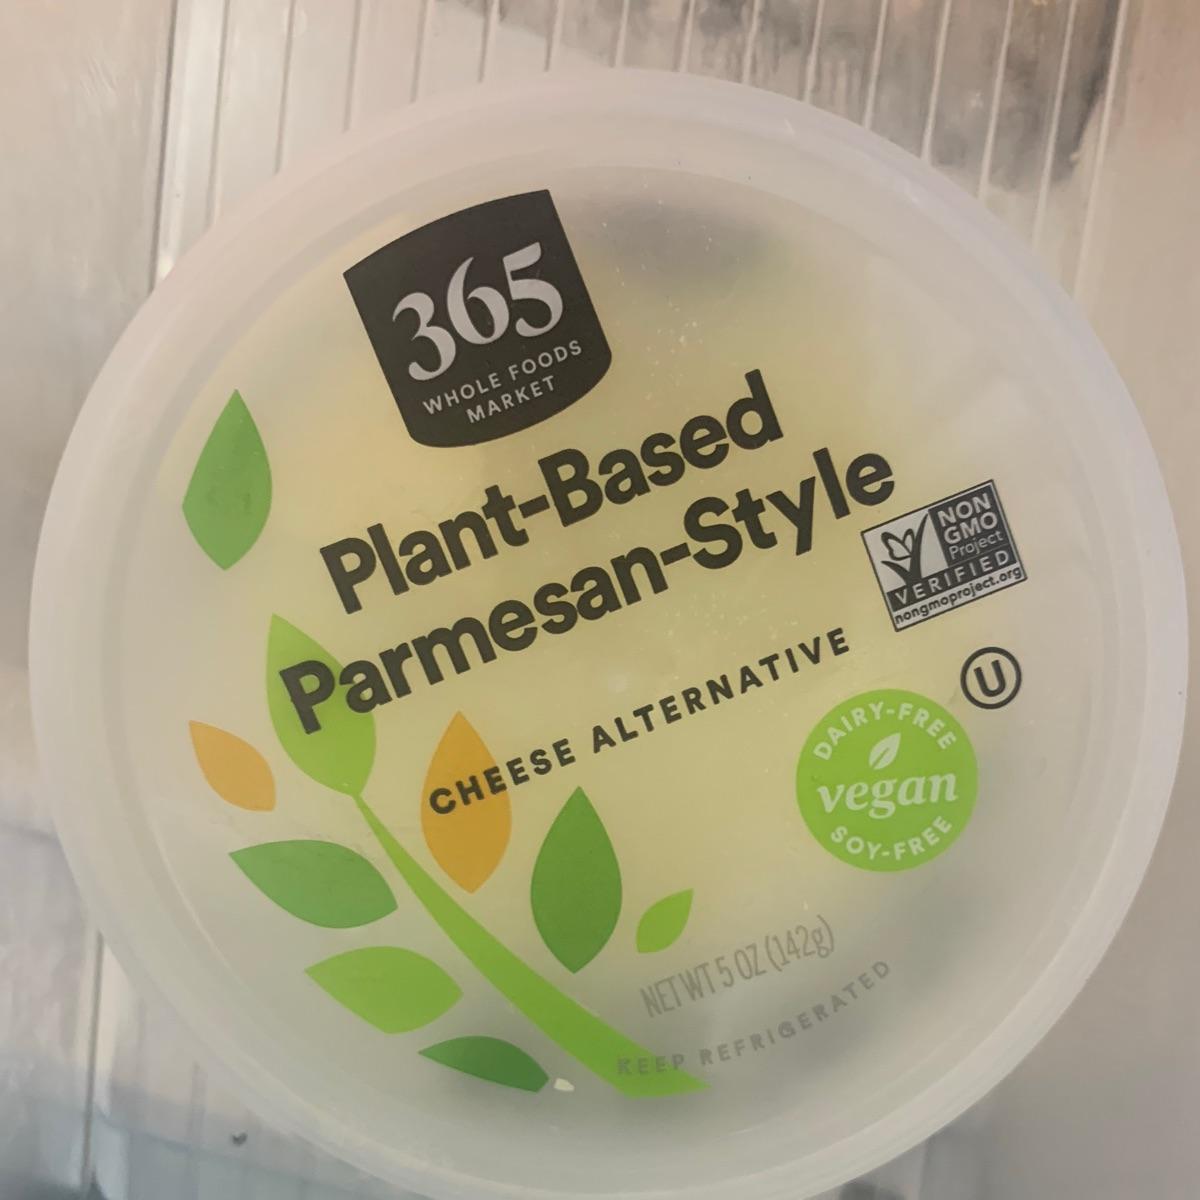 365
WHOLE FOODS
MARKET
Plant-Based
Parmesan-Style
CHEESE ALTERNATIVE
NON
GMO
Project
VERIFIED
nongmoproject.org
U
DAIRY-FREE
vegan
SOY-FREE
NET WT 5 OZ (142g)
KEEP REFRIGERATED